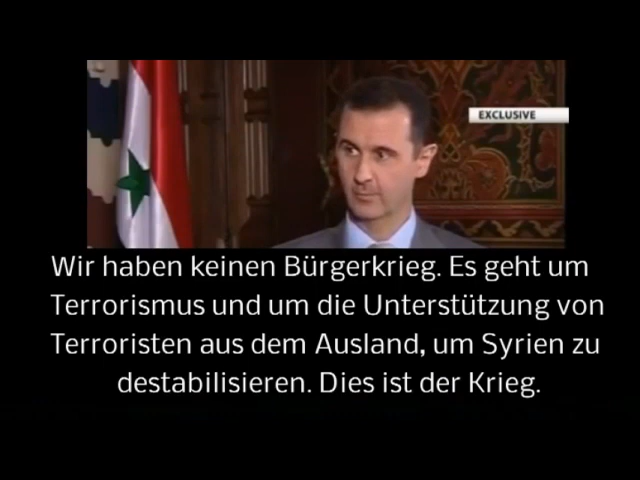 EXCLUSIVE
Wir haben keinen Bürgerkrieg. Es geht um
Terrorismus und um die Unterstützung von
Terroristen aus dem Ausland, um Syrien zu
destabilisieren. Dies ist der Krieg.